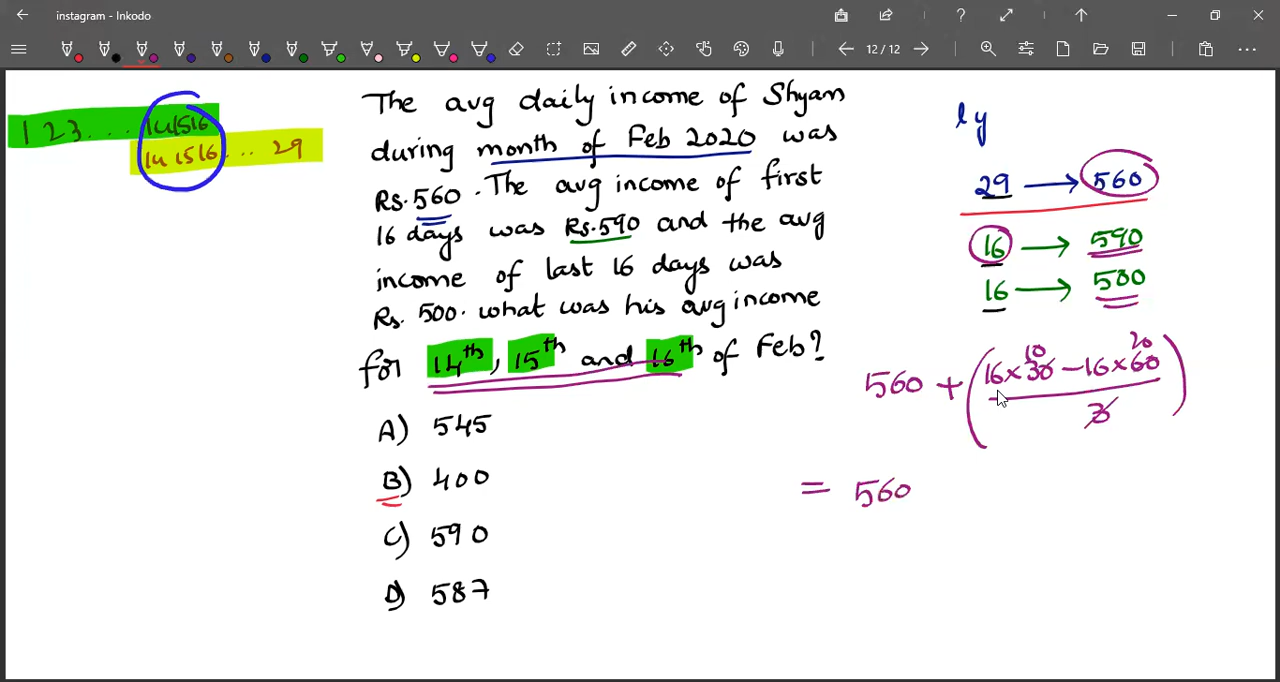 instagram - Inkodo
12/12
1 2 3 . . . 14 15 16
14 15 16 . . 29
The avg daily income of Shyam
during month of Feb 2020 was
Rs.560 . The avg income of first
16 days was Rs.590 and the avg
income of last 16 days was
Rs. 500. what was his avg income
for 14th, 15th and 16th of Feb?
A) 545
B) 400
C) 590
D) 587
ly
29 → 560
16 → 590
16 → 500
10 20
560 + (16 × 30 − 16 × 60
3)
= 560